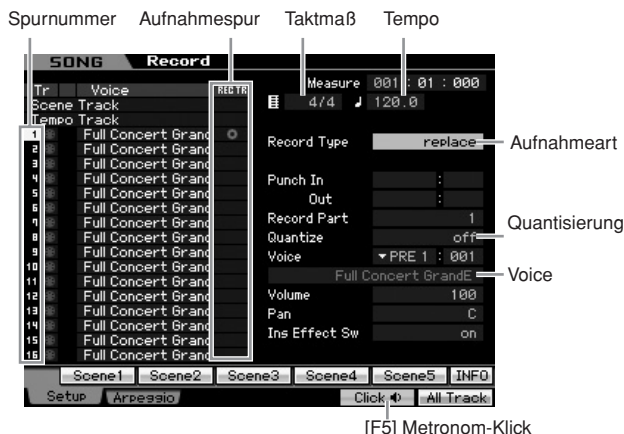 Spurnummer Aufnahmespur Taktmaß Tempo
SONG Record
Measure 001 : 01 : 000
Tr Voice REC TR
4/4 120.0
Scene Track
Tempo Track
1 Full Concert Grand
2 Full Concert Grand
Record Type replace
Aufnahmeart
3 Full Concert Grand
4 Full Concert Grand
Punch In :
5 Full Concert Grand
Out :
6 Full Concert Grand
7 Full Concert Grand
Record Part 1
8 Full Concert Grand
Quantize off
Quantisierung
9 Full Concert Grand
Voice PRE 1 : 001
10 Full Concert Grand
11 Full Concert Grand
Full Concert GrandE
Voice
12 Full Concert Grand
Volume 100
13 Full Concert Grand
Pan C
14 Full Concert Grand
15 Full Concert Grand
Ins Effect Sw on
16 Full Concert Grand
Scene1 Scene2 Scene3 Scene4 Scene5 INFO
Setup Arpeggio Click All Track
[F5] Metronom-Klick